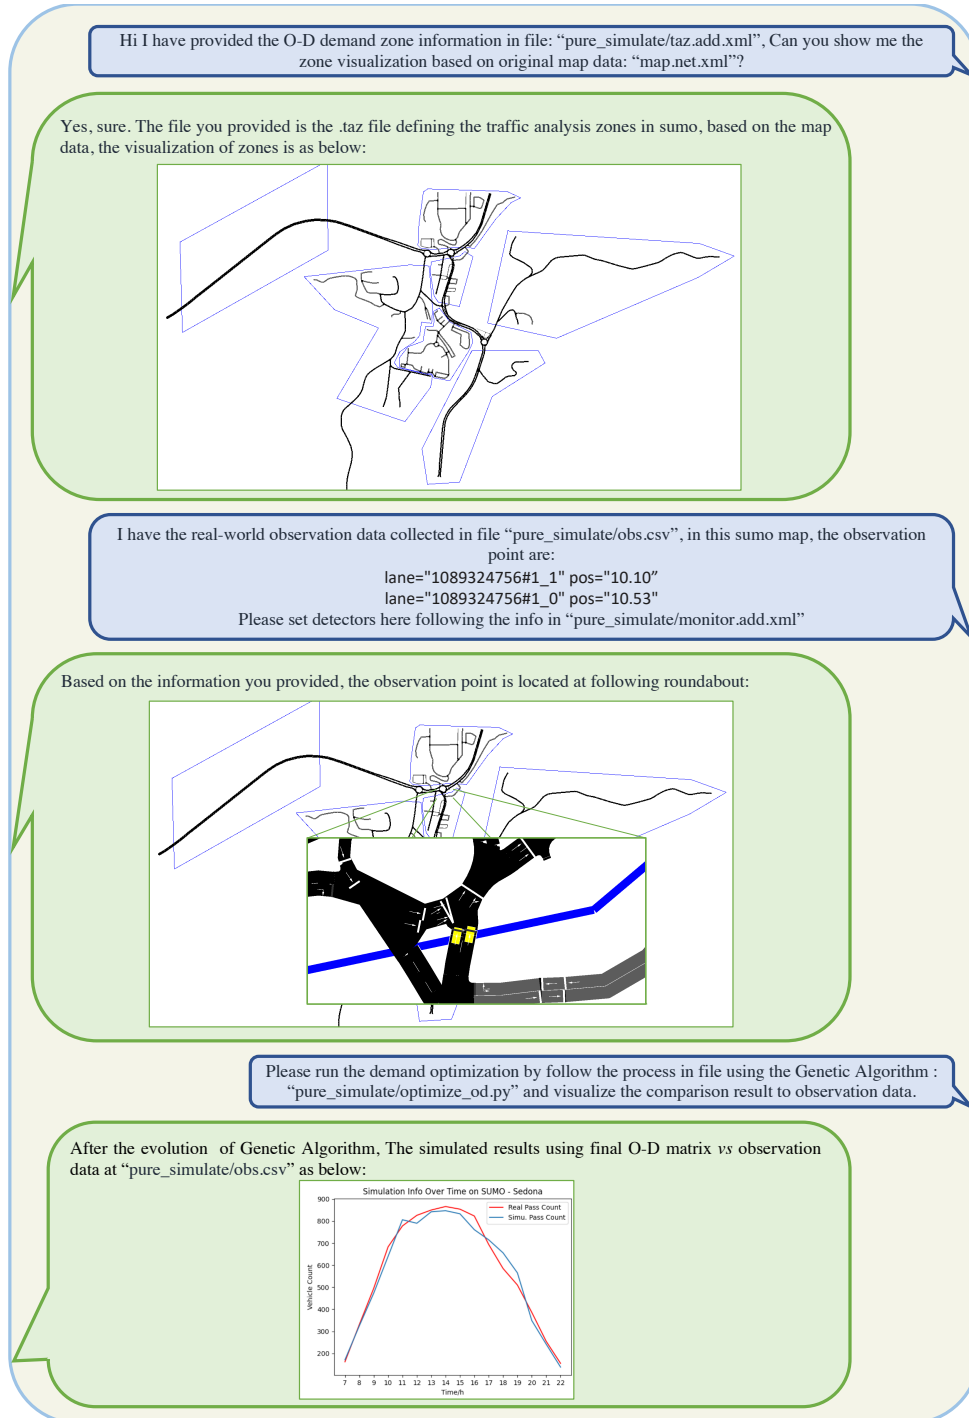 Hi I have provided the O-D demand zone information in file: “pure_simulate/taz.add.xml”, Can you show me the
zone visualization based on original map data: “map.net.xml”?
Yes, sure. The file you provided is the .taz file defining the traffic analysis zones in sumo, based on the map
data, the visualization of zones is as below:
I have the real-world observation data collected in file “pure_simulate/obs.csv”, in this sumo map, the observation
point are:
lane="1089324756#1_1" pos="10.10”
lane="1089324756#1_0" pos="10.53"
Please set detectors here following the info in “pure_simulate/monitor.add.xml”
Based on the information you provided, the observation point is located at following roundabout:
Please run the demand optimization by follow the process in file using the Genetic Algorithm :
“pure_simulate/optimize_od.py” and visualize the comparison result to observation data.
After the evolution of Genetic Algorithm, The simulated results using final O-D matrix vs observation
data at “pure_simulate/obs.csv” as below:
Simulation Info Over Time on SUMO - Sedona
Real Pass Count
Simu. Pass Count
Vehicle Count
900
800
700
600
500
400
300
200
7 8 9 10 11 12 13 14 15 16 17 18 19 20 21 22
Time/h